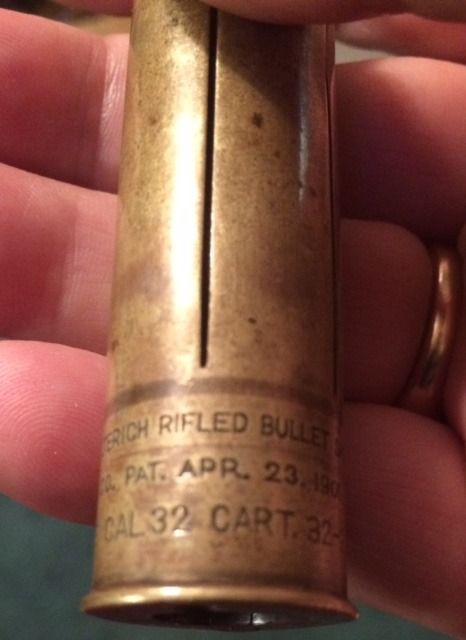 RIFLED BULLET
PAT. APR. 23.
CAL 32 CART. 32-